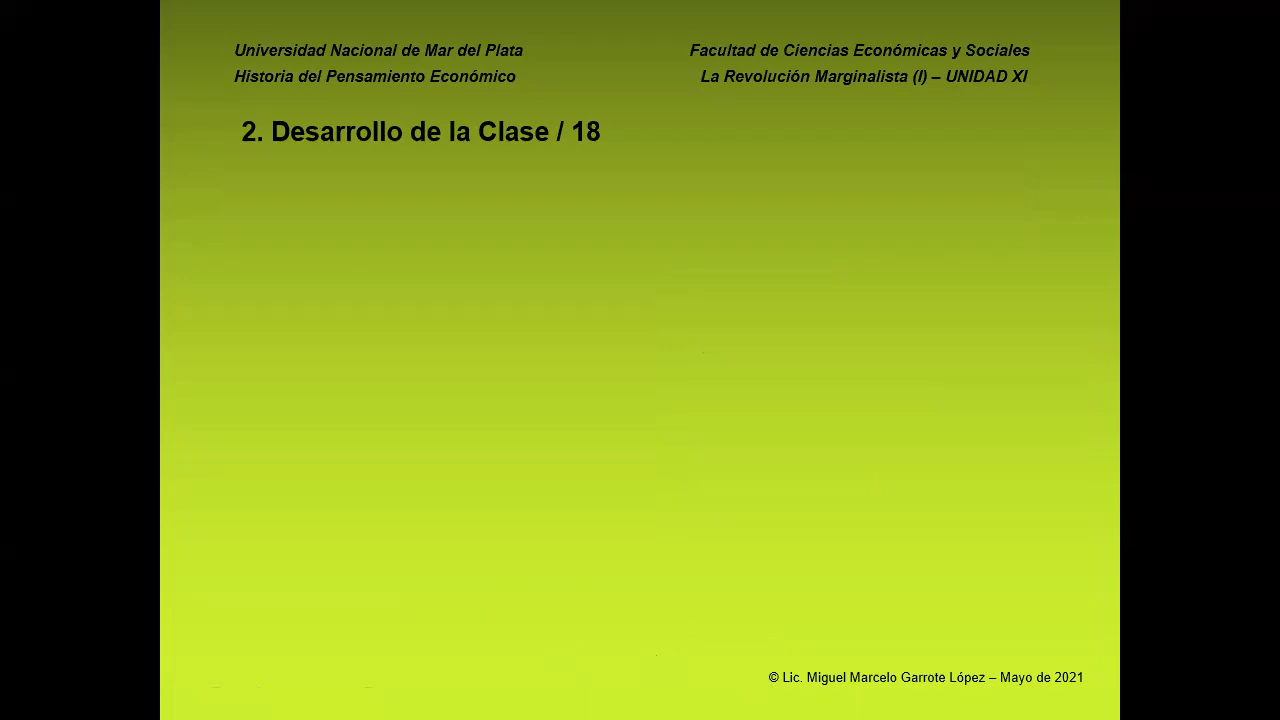 Universidad Nacional de Mar del Plata
Facultad de Ciencias Económicas y Sociales
Historia del Pensamiento Económico
La Revolución Marginalista (I) – UNIDAD XI
2. Desarrollo de la Clase / 18
© Lic. Miguel Marcelo Garrote López – Mayo de 2021